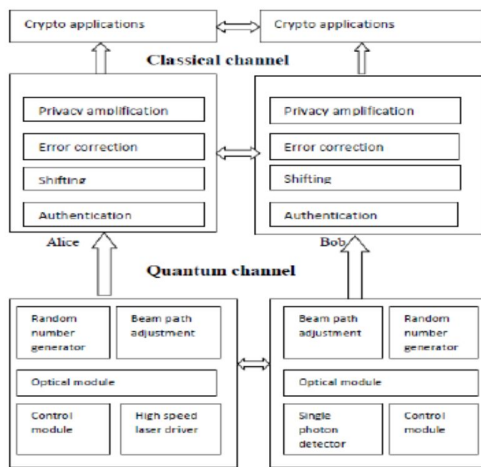 Crypto applications
Crypto applications
Classical channel
Privacy amplification
Error correction
Shifting
Authentication
Privacy amplification
Error correction
Shifting
Authentication
Alice
Bob
Quantum channel
Random
number
generator
Beam path
adjustment
Optical module
Control
module
High speed
laser driver
Beam path
adjustment
Random
number
generator
Optical module
Single
photon
detector
Control
module